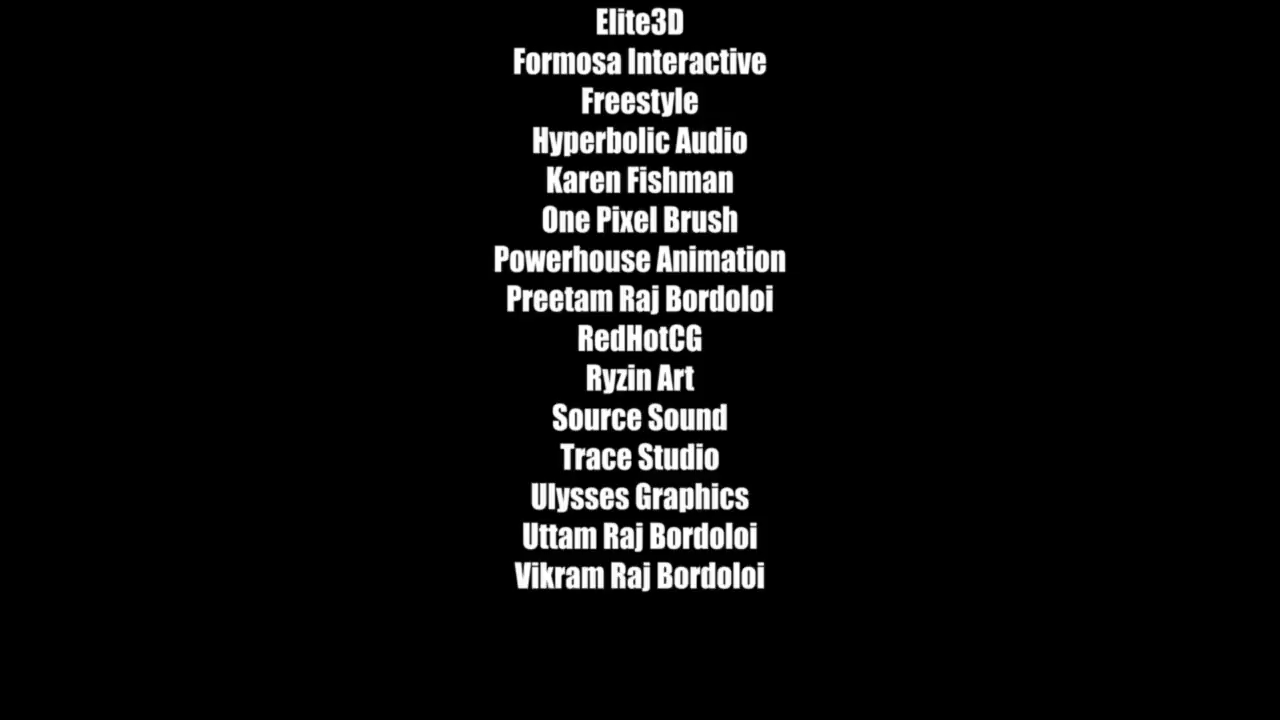 Elite3D
Formosa Interactive
Freestyle
Hyperbolic Audio
Karen Fishman
One Pixel Brush
Powerhouse Animation
Preetam Raj Bordoloi
RedHotCG
Ryzin Art
Source Sound
Trace Studio
Ulysses Graphics
Uttam Raj Bordoloi
Vikram Raj Bordoloi